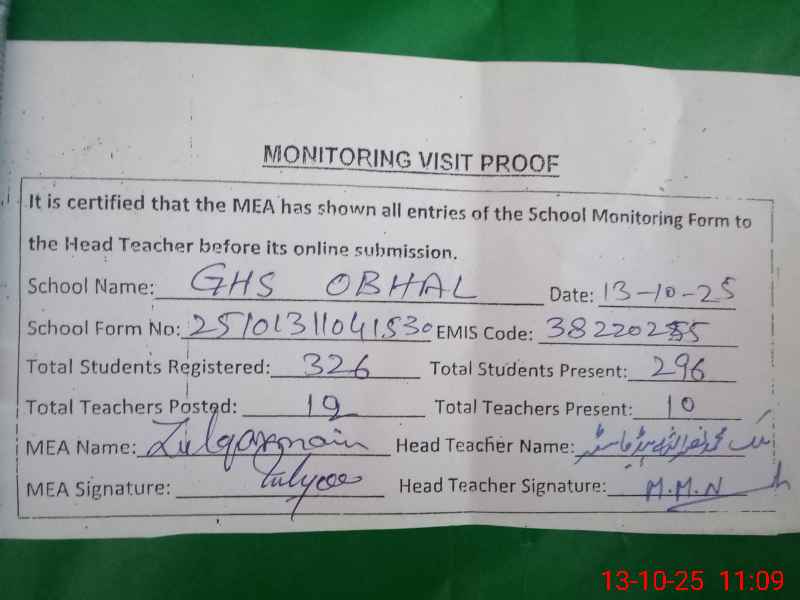 MONITORING VISIT PROOF
It is certified that the MEA has shown all entries of the School Monitoring Form to
the Head Teacher before its online submission.
School Name: GHS OBHAL Date: 13-10-25
School Form No: 25101311041530 EMIS Code:
Total Students Registered: 326 Total Students Present: 296
Total Teachers Posted: Total Teachers Present: 10
MEA Name: Zulqarnain Head Teacher Name: ملک محمد
MEA Signature: Head Teacher Signature: M.M.N
13-10-25 11:09